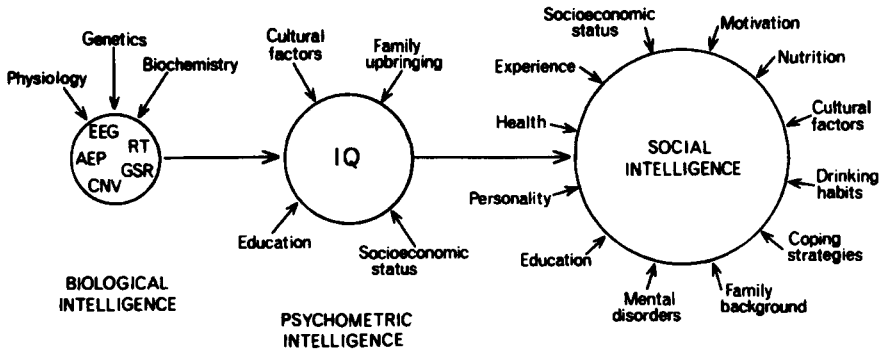 Genetics
Physiology
Biochemistry
EEG
RT
AEP
GSR
CNV
BIOLOGICAL
INTELLIGENCE
Cultural
factors
Family
upbringing
IQ
Education
Socioeconomic
status
PSYCHOMETRIC
INTELLIGENCE
Socioeconomic
status
Motivation
Experience
Nutrition
Health
Cultural
factors
SOCIAL
INTELLIGENCE
Personality
Drinking
habits
Education
Coping
strategies
Mental
disorders
Family
background